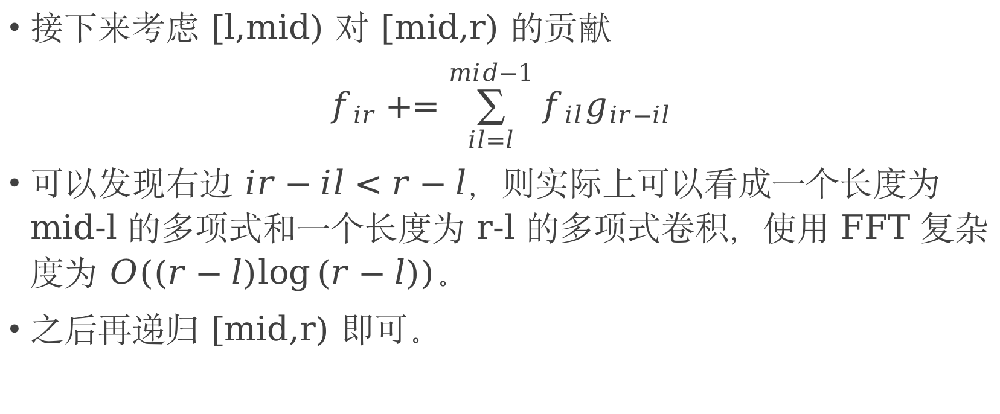 • 接下来考虑 [l,mid) 对 [mid,r) 的贡献
mid−1
f_{ir} += ∑ f_{il} g_{ir−il}
il=l
• 可以发现右边 ir − il < r − l，则实际上可以看成一个长度为
mid-l 的多项式和一个长度为 r-l 的多项式卷积，使用 FFT 复杂
度为 O((r − l)log (r − l))。
• 之后再递归 [mid,r) 即可。